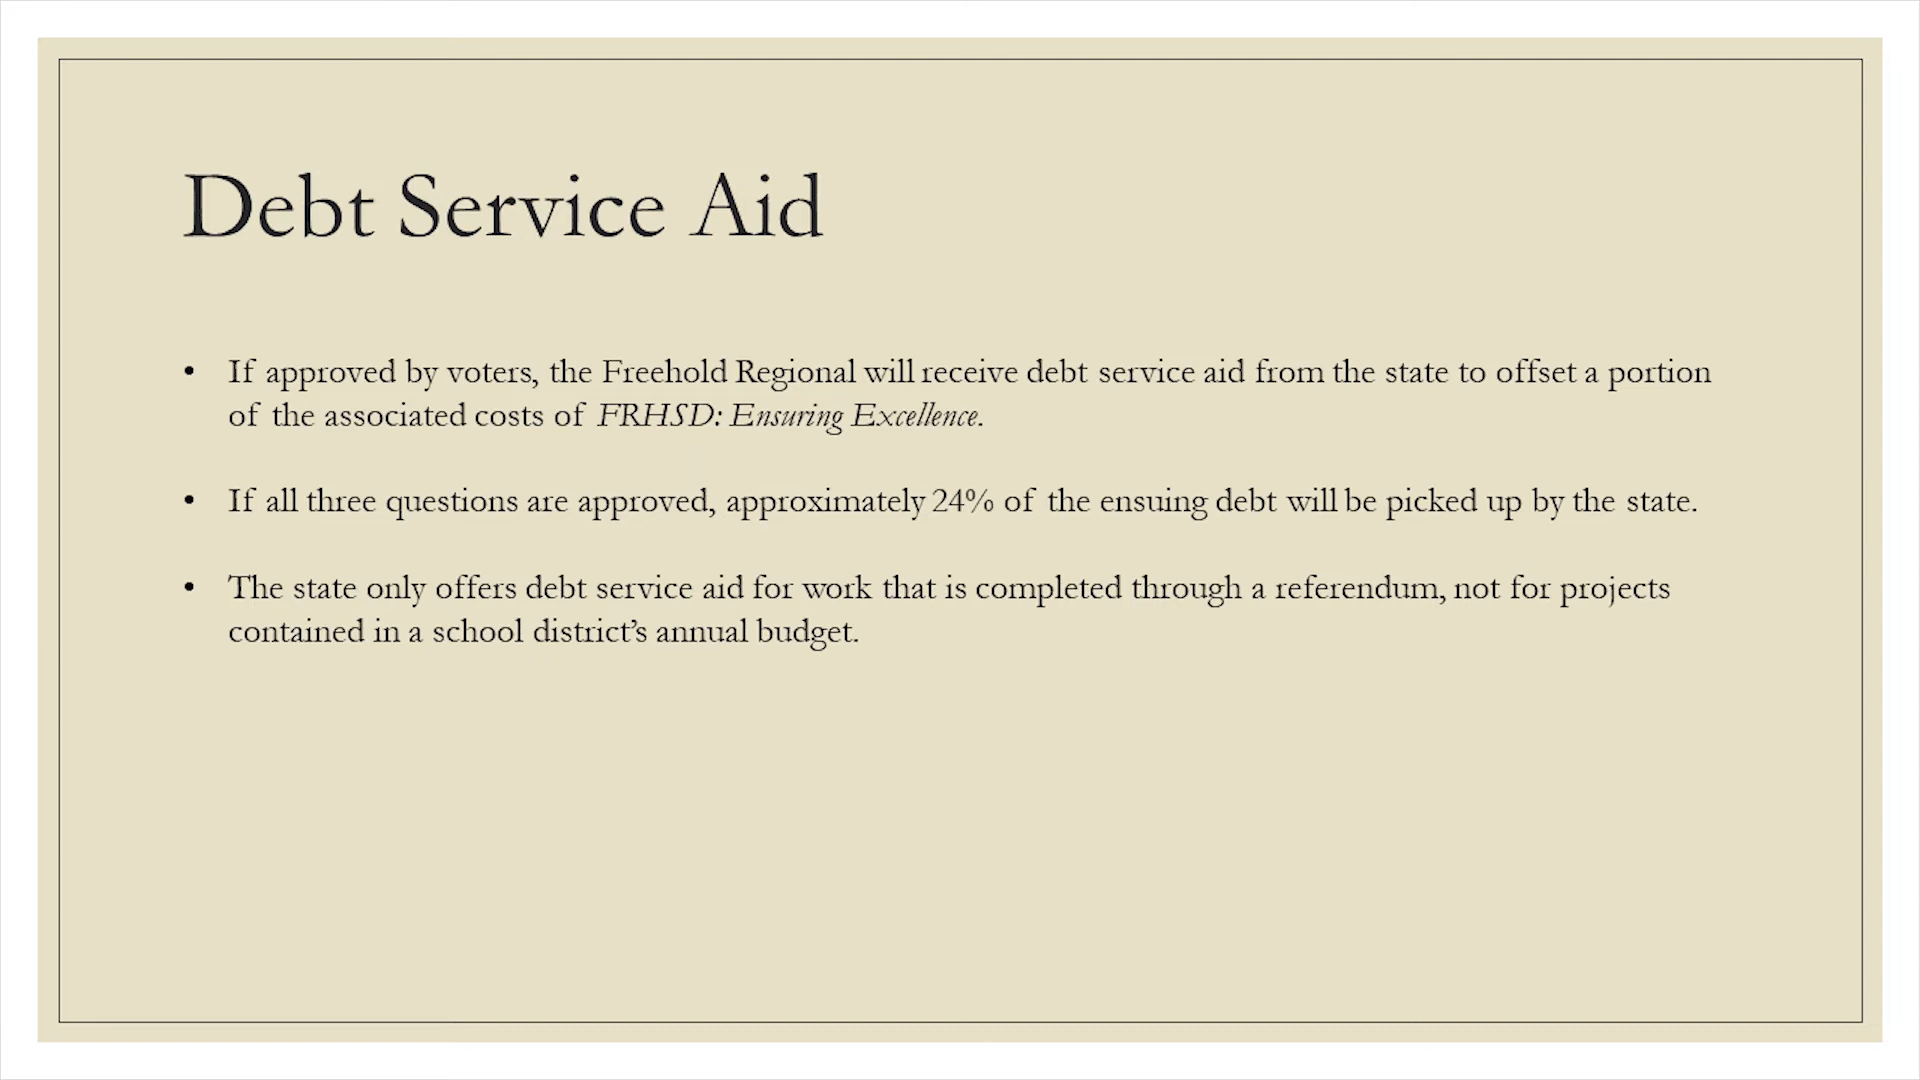 Debt Service Aid
• If approved by voters, the Freehold Regional will receive debt service aid from the state to offset a portion
of the associated costs of FRHSD: Ensuring Excellence.
• If all three questions are approved, approximately 24% of the ensuing debt will be picked up by the state.
• The state only offers debt service aid for work that is completed through a referendum, not for projects
contained in a school district’s annual budget.